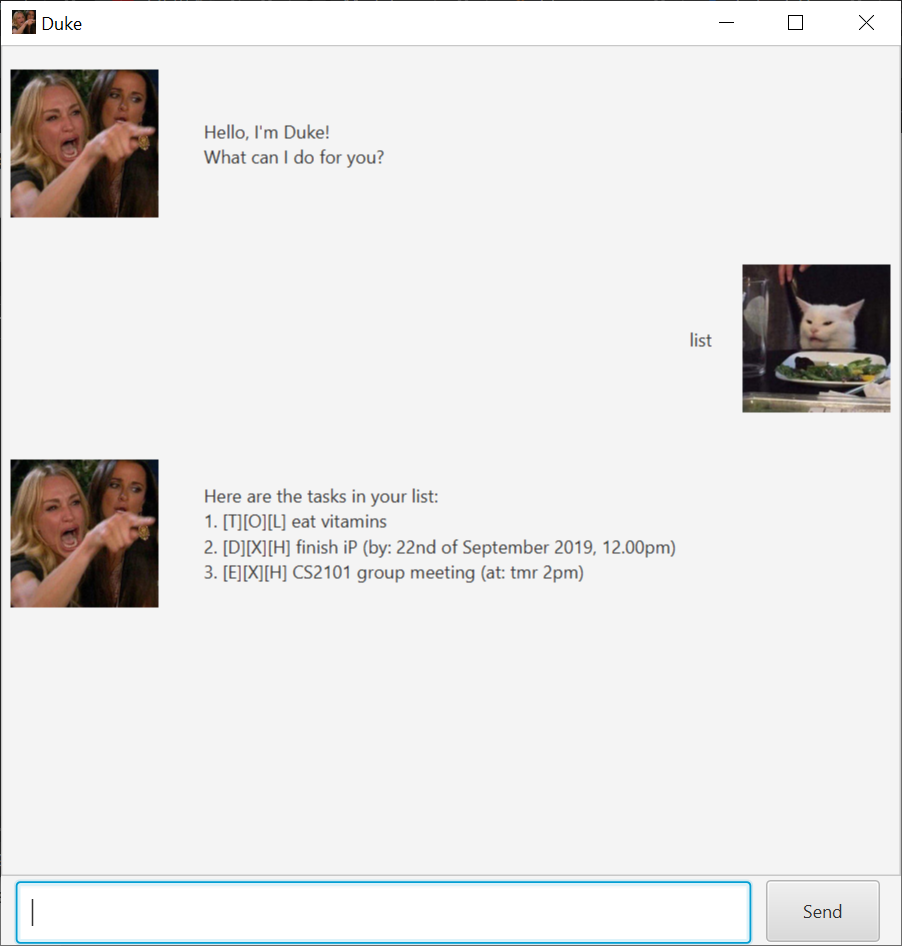 Duke
Hello, I'm Duke!
What can I do for you?
list
Here are the tasks in your list:
1. [T][O][L] eat vitamins
2. [D][X][H] finish iP (by: 22nd of September 2019, 12.00pm)
3. [E][X][H] CS2101 group meeting (at: tmr 2pm)
Send